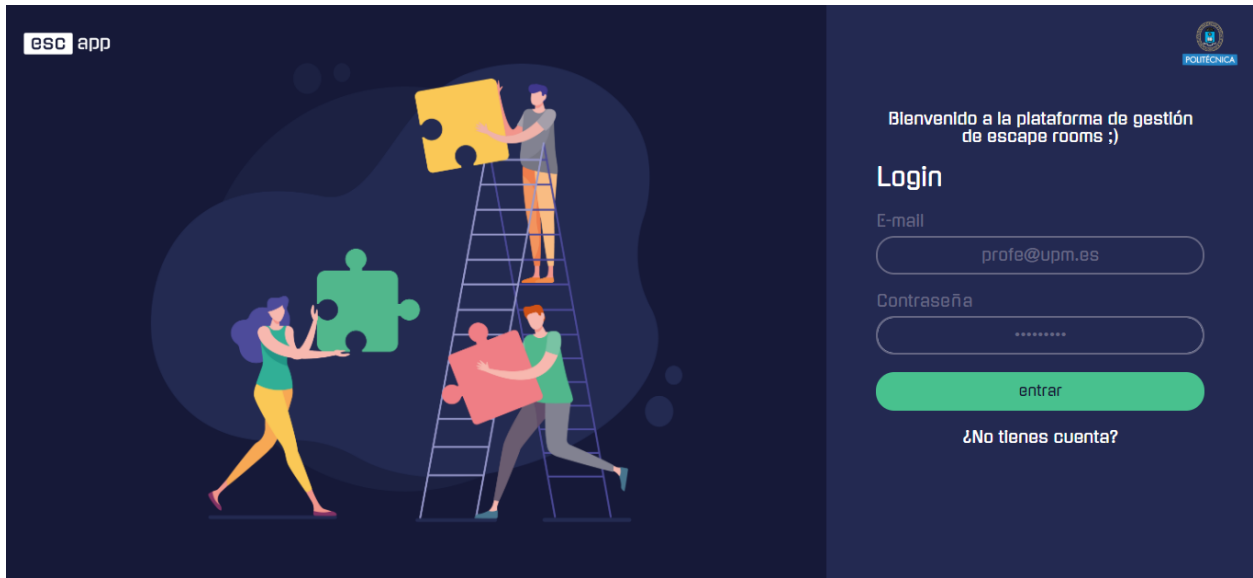 esc app
POLITÉCNICA
Bienvenido a la plataforma de gestión
de escape rooms ;)
Login
E-mail
profe@upm.es
Contraseña
•••••••••
entrar
¿No tienes cuenta?